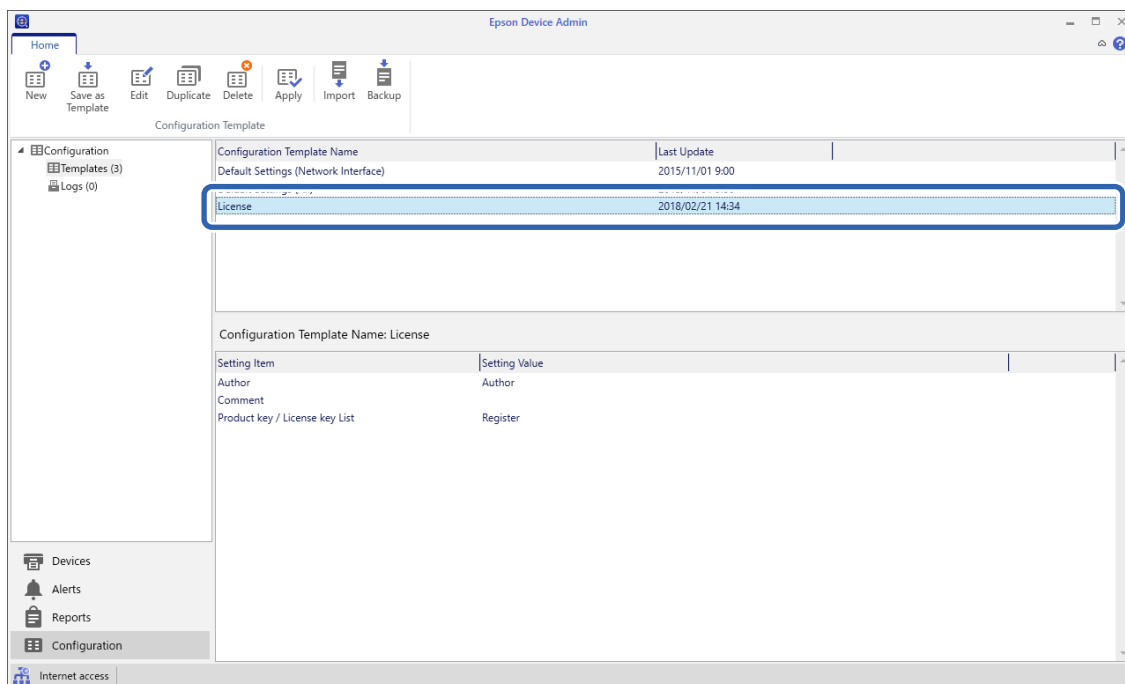 Epson Device Admin
Home
New
Save as
Template
Edit
Duplicate
Delete
Apply
Import
Backup
Configuration Template
Configuration
Templates (3)
Logs (0)
Configuration Template Name Last Update
Default Settings (Network Interface) 2015/11/01 9:00
License 2018/02/21 14:34
Configuration Template Name: License
Setting Item Setting Value
Author Author
Comment
Product key / License key List Register
Devices
Alerts
Reports
Configuration
Internet access